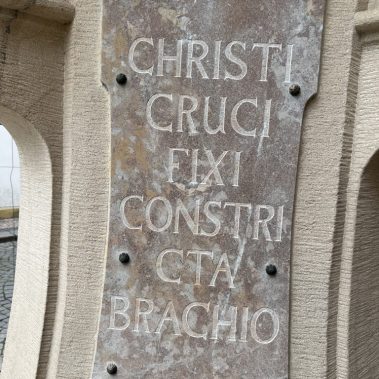 CHRISTI
CRUCI
FIXI
CONSTRI
CTA
BRACHIO